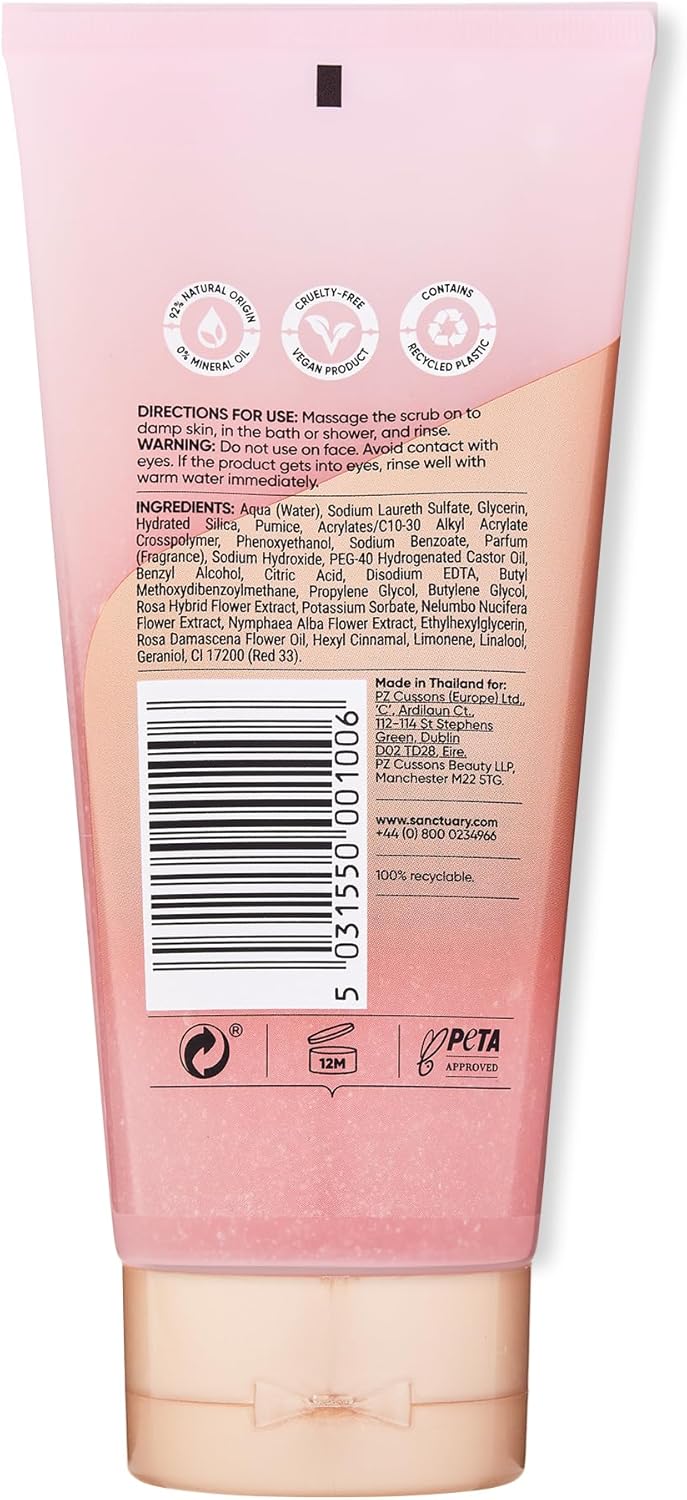 92% NATURAL ORIGIN
0% MINERAL OIL
CRUELTY-FREE
VEGAN PRODUCT
CONTAINS
RECYCLED PLASTIC
DIRECTIONS FOR USE: Massage the scrub on to
damp skin, in the bath or shower, and rinse.
WARNING: Do not use on face. Avoid contact with
eyes. If the product gets into eyes, rinse well with
warm water immediately.
INGREDIENTS: Aqua (Water), Sodium Laureth Sulfate, Glycerin,
Hydrated Silica, Pumice, Acrylates/C10-30 Alkyl Acrylate
Crosspolymer, Phenoxyethanol, Sodium Benzoate, Parfum
(Fragrance), Sodium Hydroxide, PEG-40 Hydrogenated Castor Oil,
Benzyl Alcohol, Citric Acid, Disodium EDTA, Butyl
Methoxydibenzoylmethane, Propylene Glycol, Butylene Glycol,
Rosa Hybrid Flower Extract, Potassium Sorbate, Nelumbo Nucifera
Flower Extract, Nymphaea Alba Flower Extract, Ethylhexylglycerin,
Rosa Damascena Flower Oil, Hexyl Cinnamal, Limonene, Linalool,
Geraniol, CI 17200 (Red 33).
Made in Thailand for:
PZ Cussons (Europe) Ltd.,
'C', Ardilaun Ct.,
112-114 St Stephens
Green, Dublin
D02 TD28, Eire.
PZ Cussons Beauty LLP,
Manchester M22 5TG.
www.sanctuary.com
+44 (0) 800 0234966
100% recyclable.
5 031550 001006
®
12M
PeTA
APPROVED